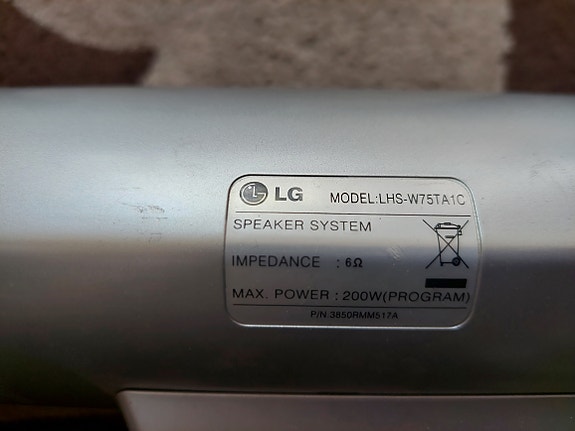 LG MODEL:LHS-W75TA1C
SPEAKER SYSTEM
IMPEDANCE : 6Ω
MAX. POWER : 200W(PROGRAM)
P/N.3850RMM517A